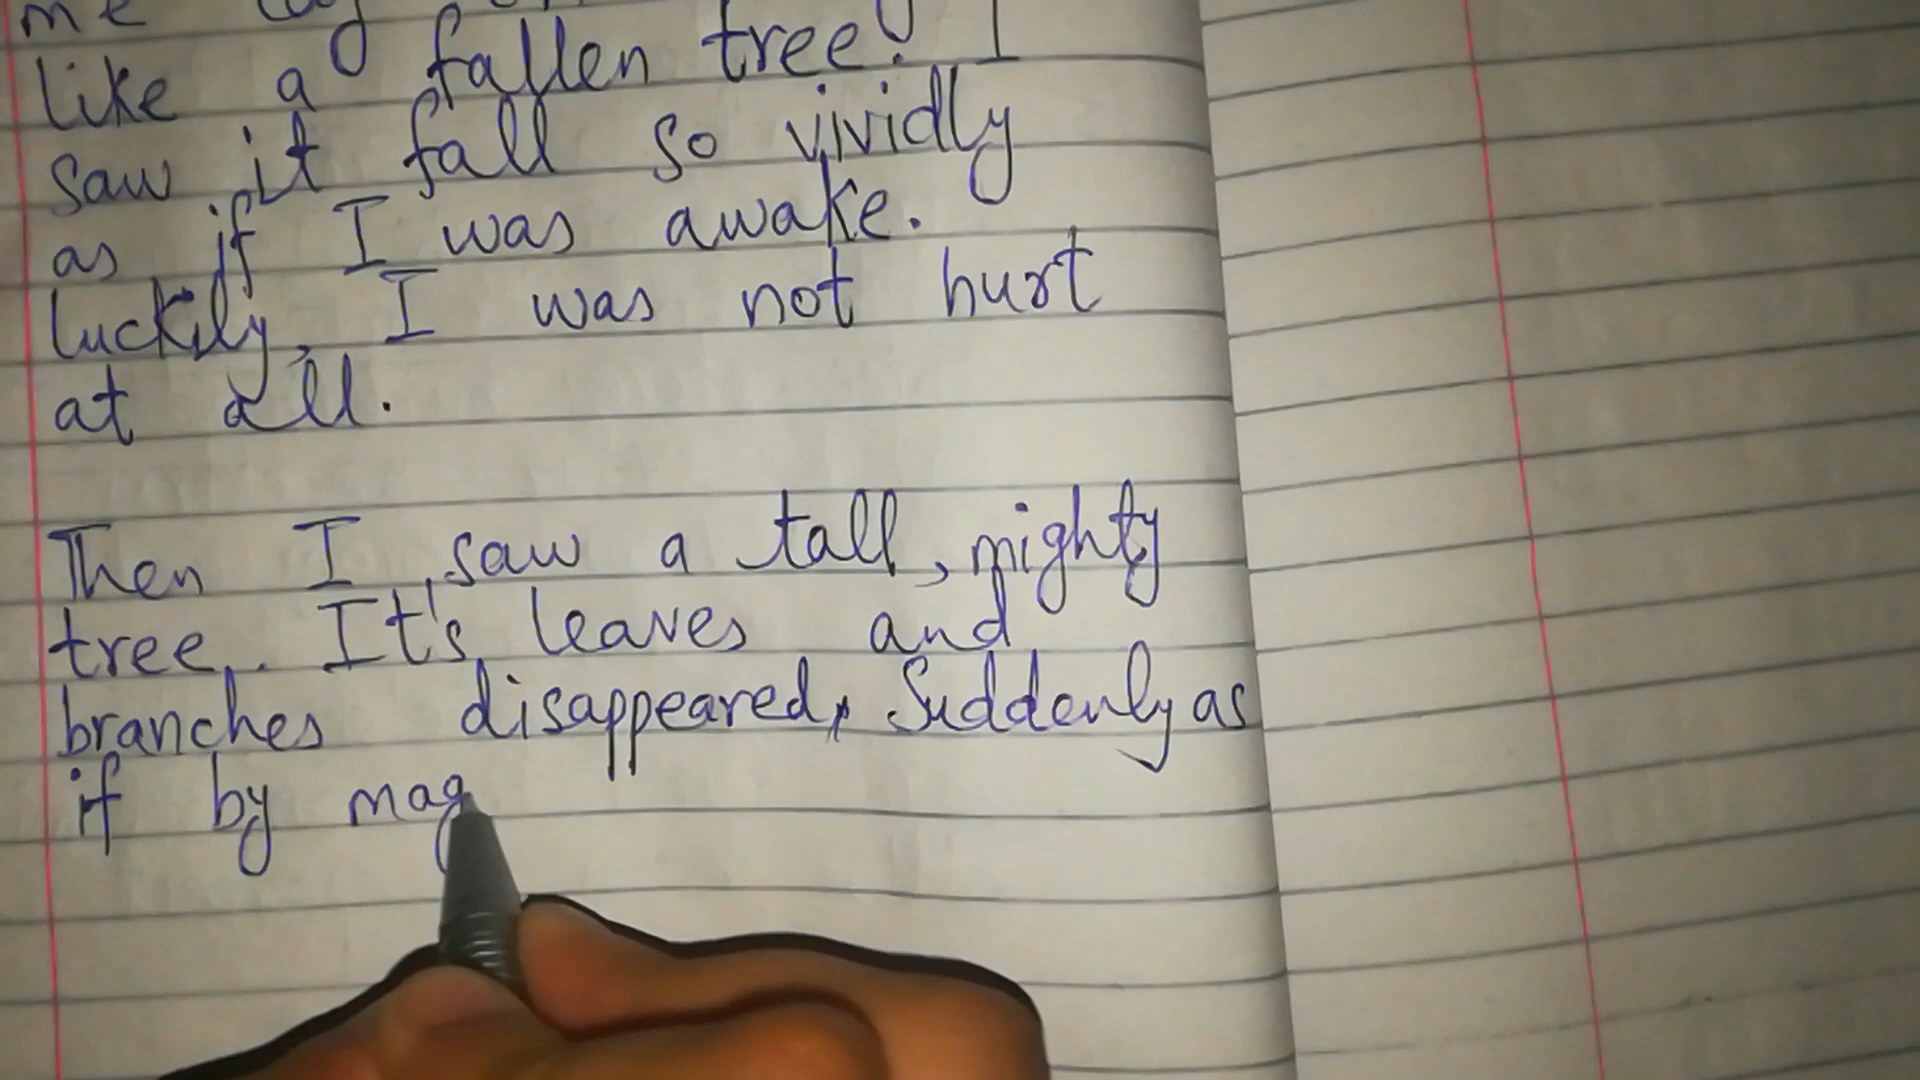 me
like a fallen tree. I
saw it fall so vividly
as if I was awake.
luckily, I was not hurt
at all.
Then I saw a tall, mighty
tree. It's leaves and
branches disappeared, Suddenly as
if by mag